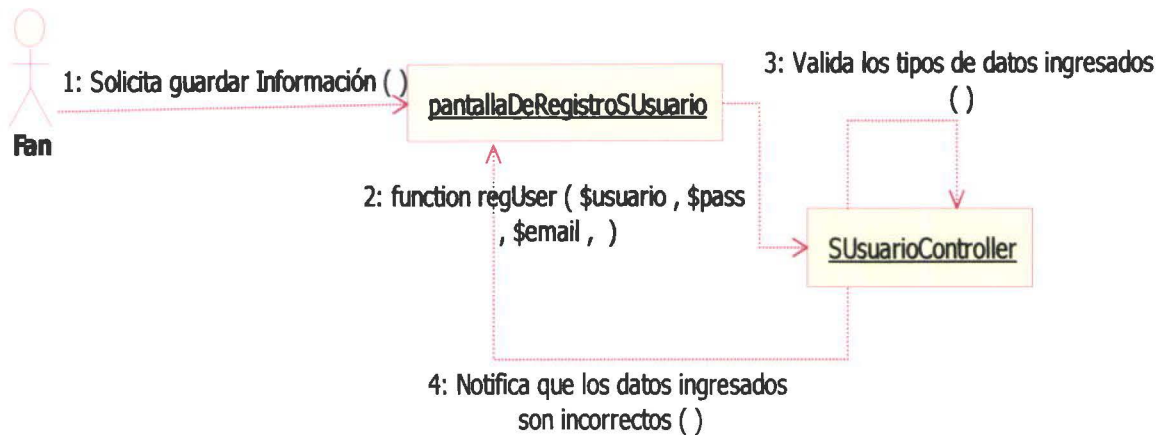 1: Solicita guardar Información ( )
Fan
pantallaDeRegistroSUsuario
2: function regUser ( $usuario , $pass
, $email , )
3: Valida los tipos de datos ingresados
( )
SUsuarioController
4: Notifica que los datos ingresados
son incorrectos ( )